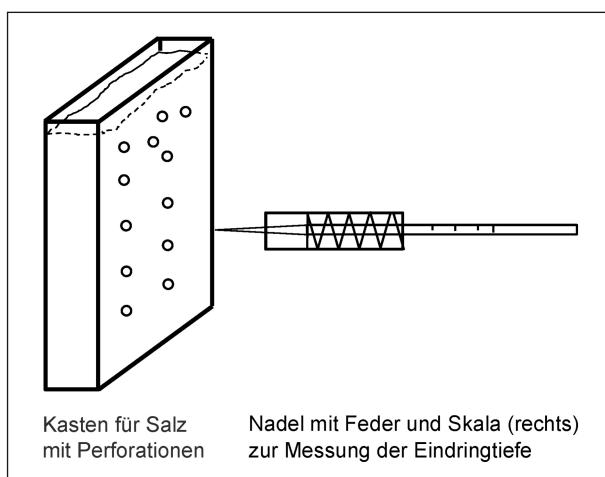 Kasten für Salz
mit Perforationen
Nadel mit Feder und Skala (rechts)
zur Messung der Eindringtiefe